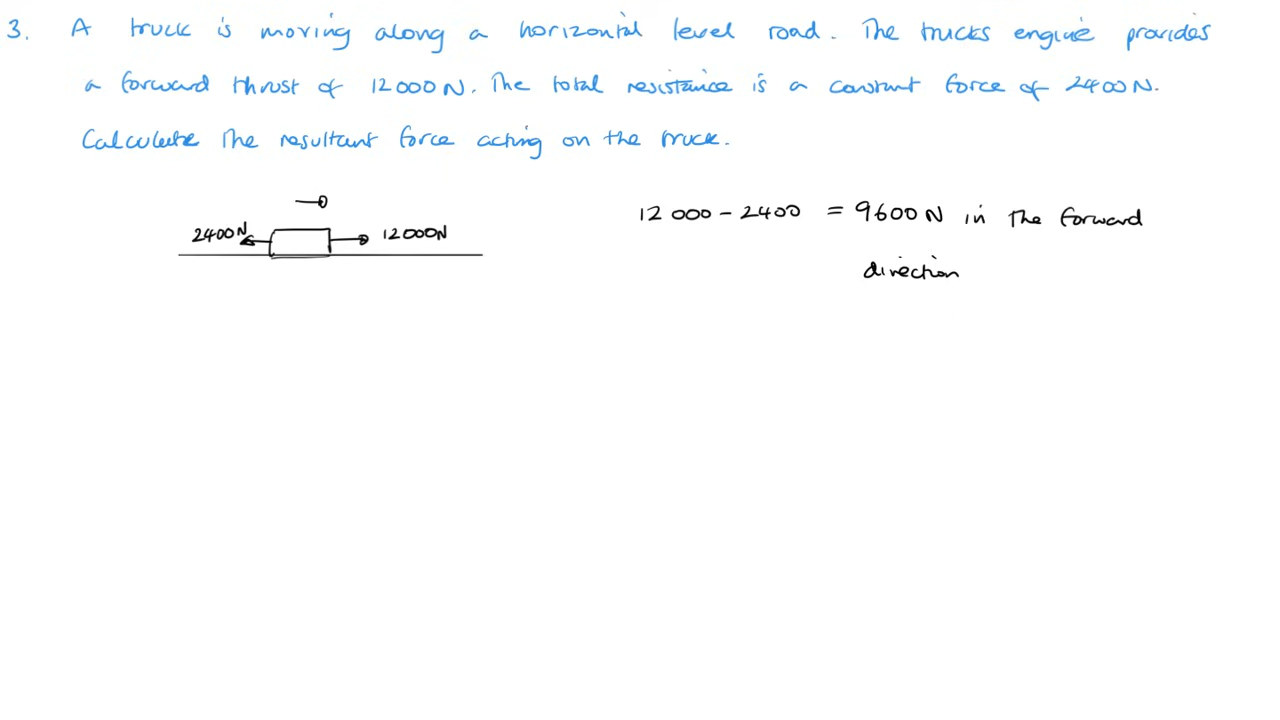 3. A truck is moving along a horizontal level road. The trucks engine provides
a forward thrust of 12000N. The total resistance is a constant force of 2400N.
Calculate the resultant force acting on the truck.
2400N 12000N
12000 - 2400 = 9600N in the forward
direction